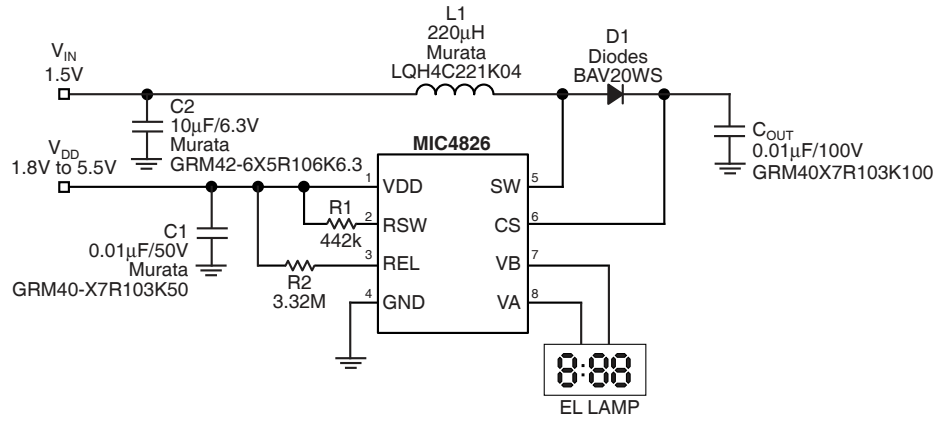 L1
220µH
Murata
LQH4C221K04
D1
Diodes
BAV20WS
VIN
1.5V
C2
10µF/6.3V
Murata
GRM42-6X5R106K6.3
COUT
0.01µF/100V
GRM40X7R103K100
VDD
1.8V to 5.5V
MIC4826
1 VDD SW 5
R1
442k
2 RSW CS 6
C1
0.01µF/50V
Murata
GRM40-X7R103K50
R2
3.32M
3 REL VB 7
4 GND VA 8
8:88
EL LAMP